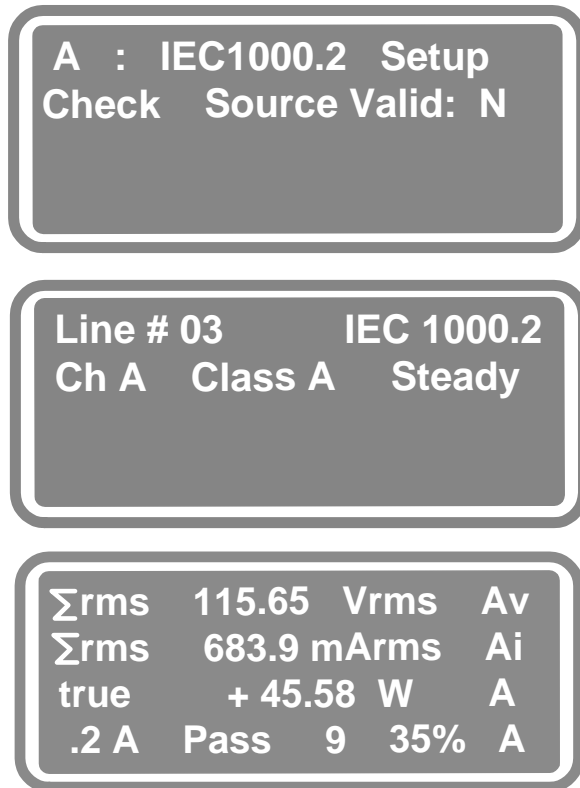 A : IEC1000.2 Setup
Check Source Valid: N
Line # 03 IEC 1000.2
Ch A Class A Steady
∑rms 115.65 Vrms Av
∑rms 683.9 mArms Ai
true + 45.58 W A
.2 A Pass 9 35% A